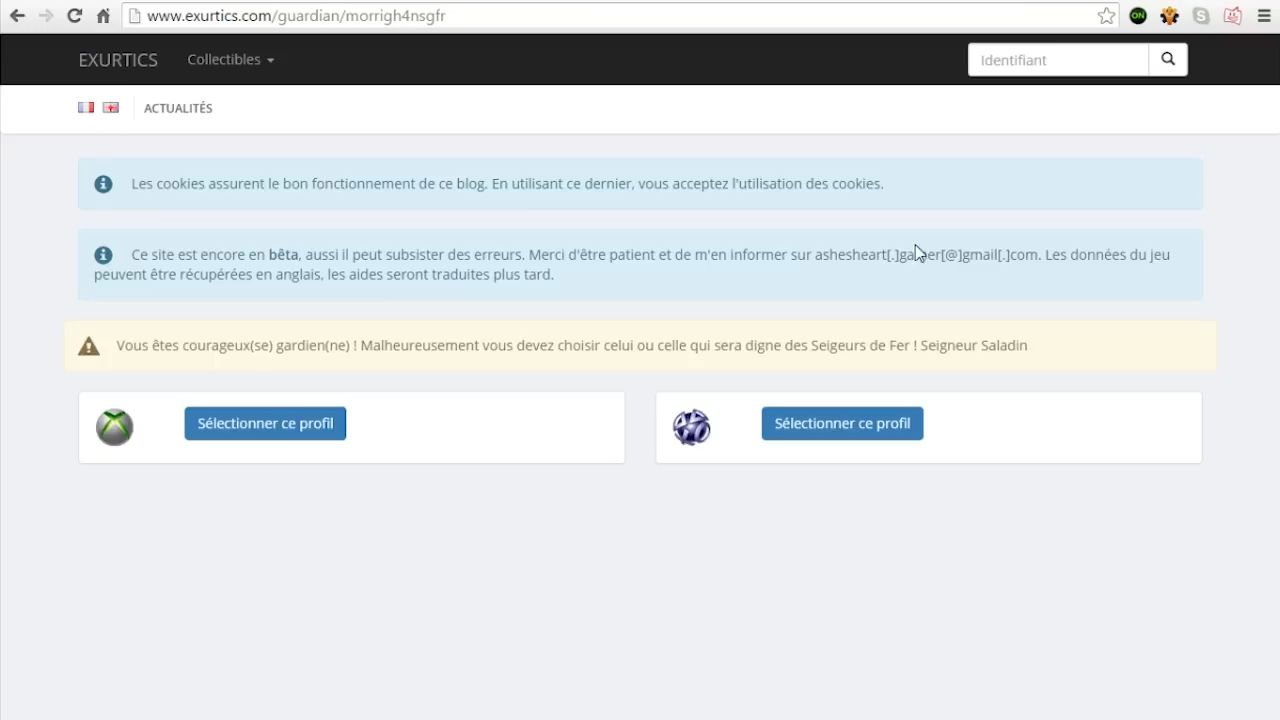 www.exurtics.com/guardian/morrigh4nsgfr
ON
EXURTICS
Collectibles
Identifiant
ACTUALITÉS
Les cookies assurent le bon fonctionnement de ce blog. En utilisant ce dernier, vous acceptez l'utilisation des cookies.
Ce site est encore en bêta, aussi il peut subsister des erreurs. Merci d'être patient et de m'en informer sur Les données du jeu
peuvent être récupérées en anglais, les aides seront traduites plus tard.
Vous êtes courageux(se) gardien(ne) ! Malheureusement vous devez choisir celui ou celle qui sera digne des Seigeurs de Fer ! Seigneur Saladin
Sélectionner ce profil
Sélectionner ce profil